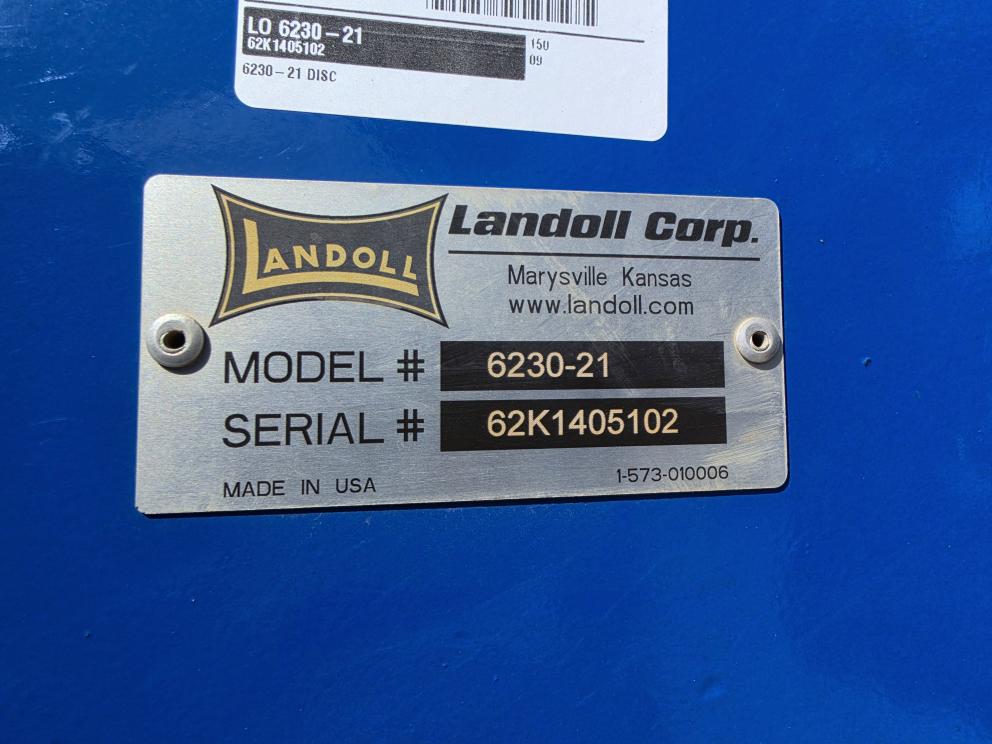 LO 6230-21
62K1405102
150
09
6230-21 DISC
LANDOLL
Landoll Corp.
Marysville Kansas
www.landoll.com
MODEL # 6230-21
SERIAL # 62K1405102
MADE IN USA
1-573-010006